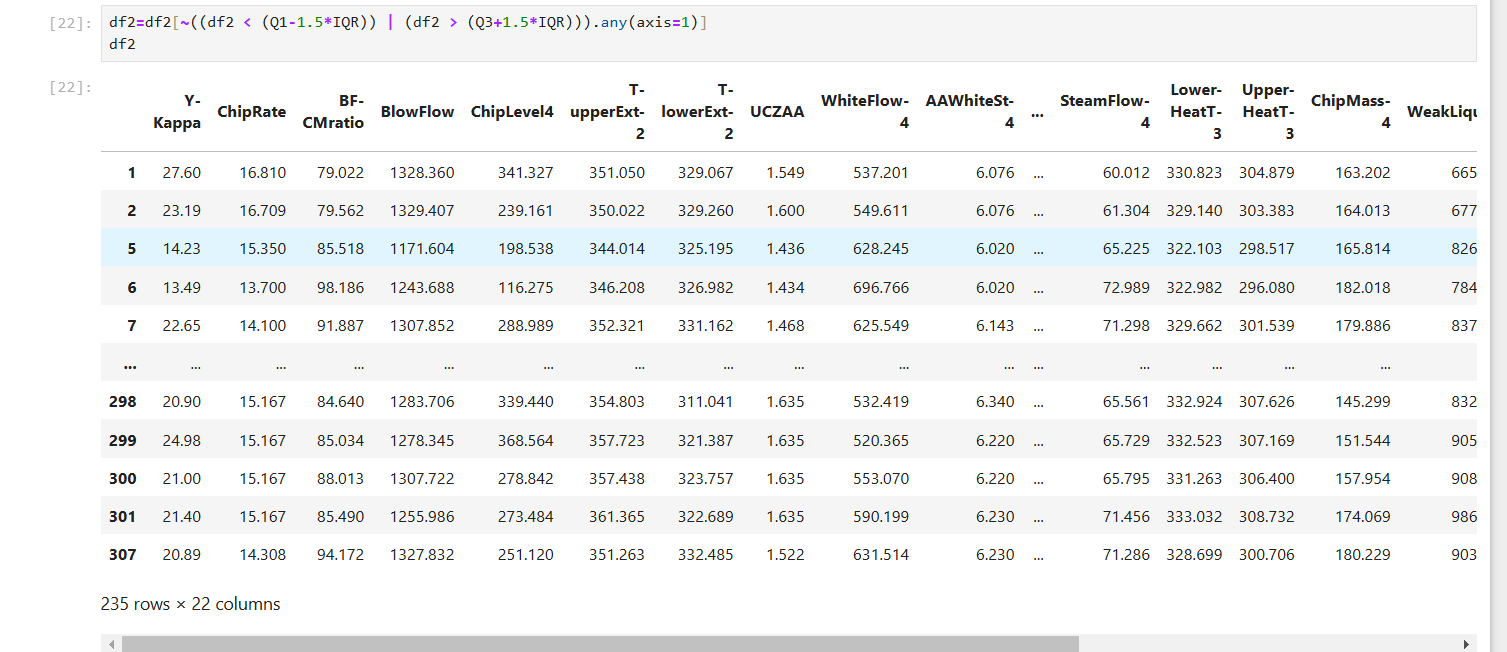 [22]: df2=df2[~((df2 < (Q1-1.5*IQR)) | (df2 > (Q3+1.5*IQR))).any(axis=1)]
df2
[22]:
Y-Kappa ChipRate BF-CMratio BlowFlow ChipLevel4 T-upperExt-2 T-lowerExt-2 UCZAA WhiteFlow-4 AAWhiteSt-4 ... SteamFlow-4 Lower-HeatT-3 Upper-HeatT-3 ChipMass-4 WeakLiqu
1 27.60 16.810 79.022 1328.360 341.327 351.050 329.067 1.549 537.201 6.076 ... 60.012 330.823 304.879 163.202 665
2 23.19 16.709 79.562 1329.407 239.161 350.022 329.260 1.600 549.611 6.076 ... 61.304 329.140 303.383 164.013 677
5 14.23 15.350 85.518 1171.604 198.538 344.014 325.195 1.436 628.245 6.020 ... 65.225 322.103 298.517 165.814 826
6 13.49 13.700 98.186 1243.688 116.275 346.208 326.982 1.434 696.766 6.020 ... 72.989 322.982 296.080 182.018 784
7 22.65 14.100 91.887 1307.852 288.989 352.321 331.162 1.468 625.549 6.143 ... 71.298 329.662 301.539 179.886 837
... ... ... ... ... ... ... ... ... ... ... ... ... ... ... ...
298 20.90 15.167 84.640 1283.706 339.440 354.803 311.041 1.635 532.419 6.340 ... 65.561 332.924 307.626 145.299 832
299 24.98 15.167 85.034 1278.345 368.564 357.723 321.387 1.635 520.365 6.220 ... 65.729 332.523 307.169 151.544 905
300 21.00 15.167 88.013 1307.722 278.842 357.438 323.757 1.635 553.070 6.220 ... 65.795 331.263 306.400 157.954 908
301 21.40 15.167 85.490 1255.986 273.484 361.365 322.689 1.635 590.199 6.230 ... 71.456 333.032 308.732 174.069 986
307 20.89 14.308 94.172 1327.832 251.120 351.263 332.485 1.522 631.514 6.230 ... 71.286 328.699 300.706 180.229 903
235 rows × 22 columns